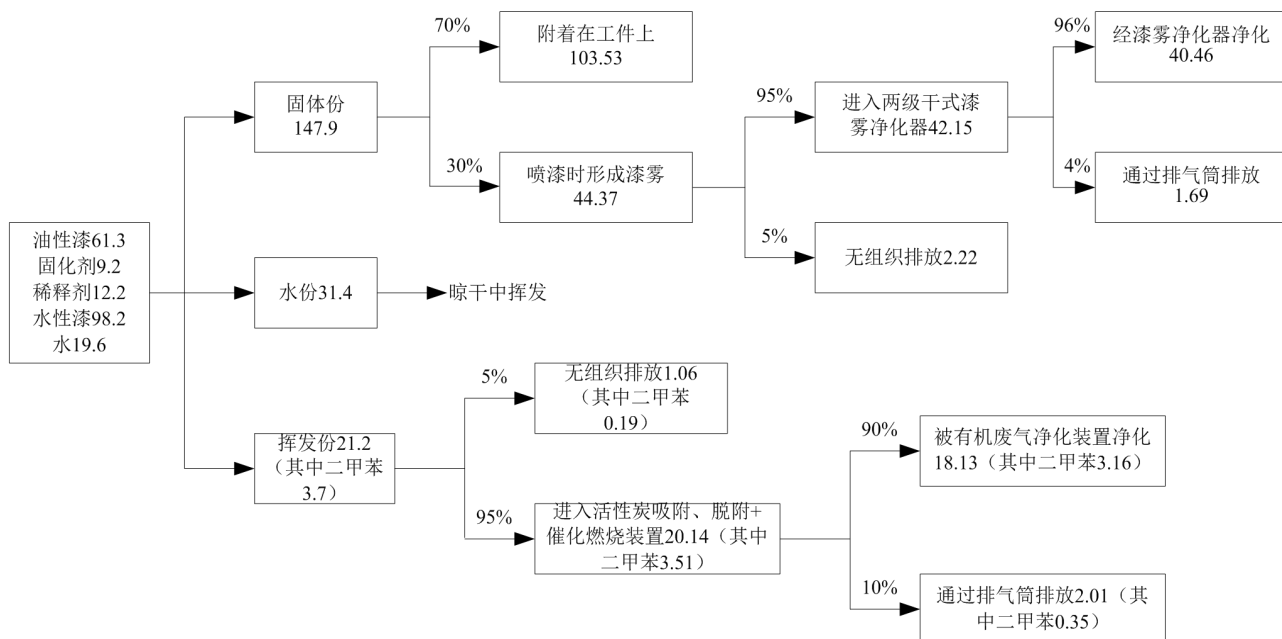 油性漆61.3
固化剂9.2
稀释剂12.2
水性漆98.2
水19.6
固体份
147.9
70%
附着在工件上
103.53
30%
喷漆时形成漆雾
44.37
95%
进入两级干式漆
雾净化器42.15
96%
经漆雾净化器净化
40.46
4%
通过排气筒排放
1.69
5%
无组织排放2.22
水份31.4
晾干中挥发
挥发份21.2
（其中二甲苯
3.7）
5%
无组织排放1.06
（其中二甲苯
0.19）
95%
进入活性炭吸附、脱附+
催化燃烧装置20.14（其中
二甲苯3.51）
90%
被有机废气净化装置净化
18.13（其中二甲苯3.16）
10%
通过排气筒排放2.01（其
中二甲苯0.35）